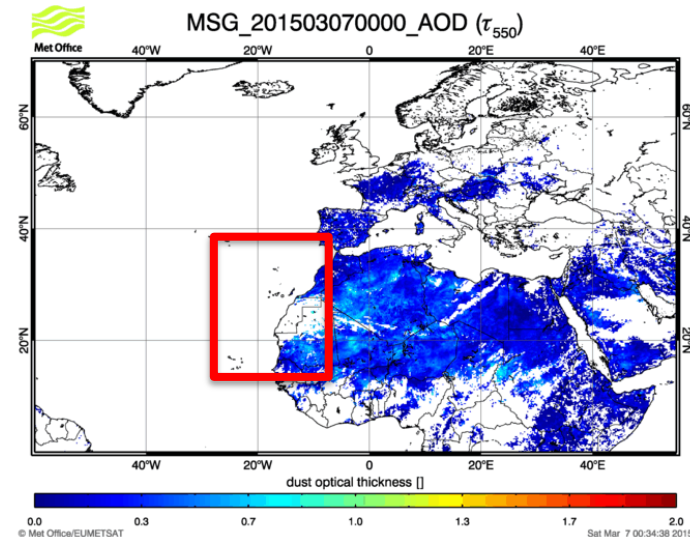 Met Office
MSG_201503070000_AOD (τ550)
40°W 20°W 0 20°E 40°E
60°N 60°N
40°N 40°N
20°N 20°N
40°W 20°W 0 20°E 40°E
dust optical thickness []
0.0 0.3 0.7 1.0 1.3 1.7 2.0
© Met Office/EUMETSAT Sat Mar 7 00:34:38 2015